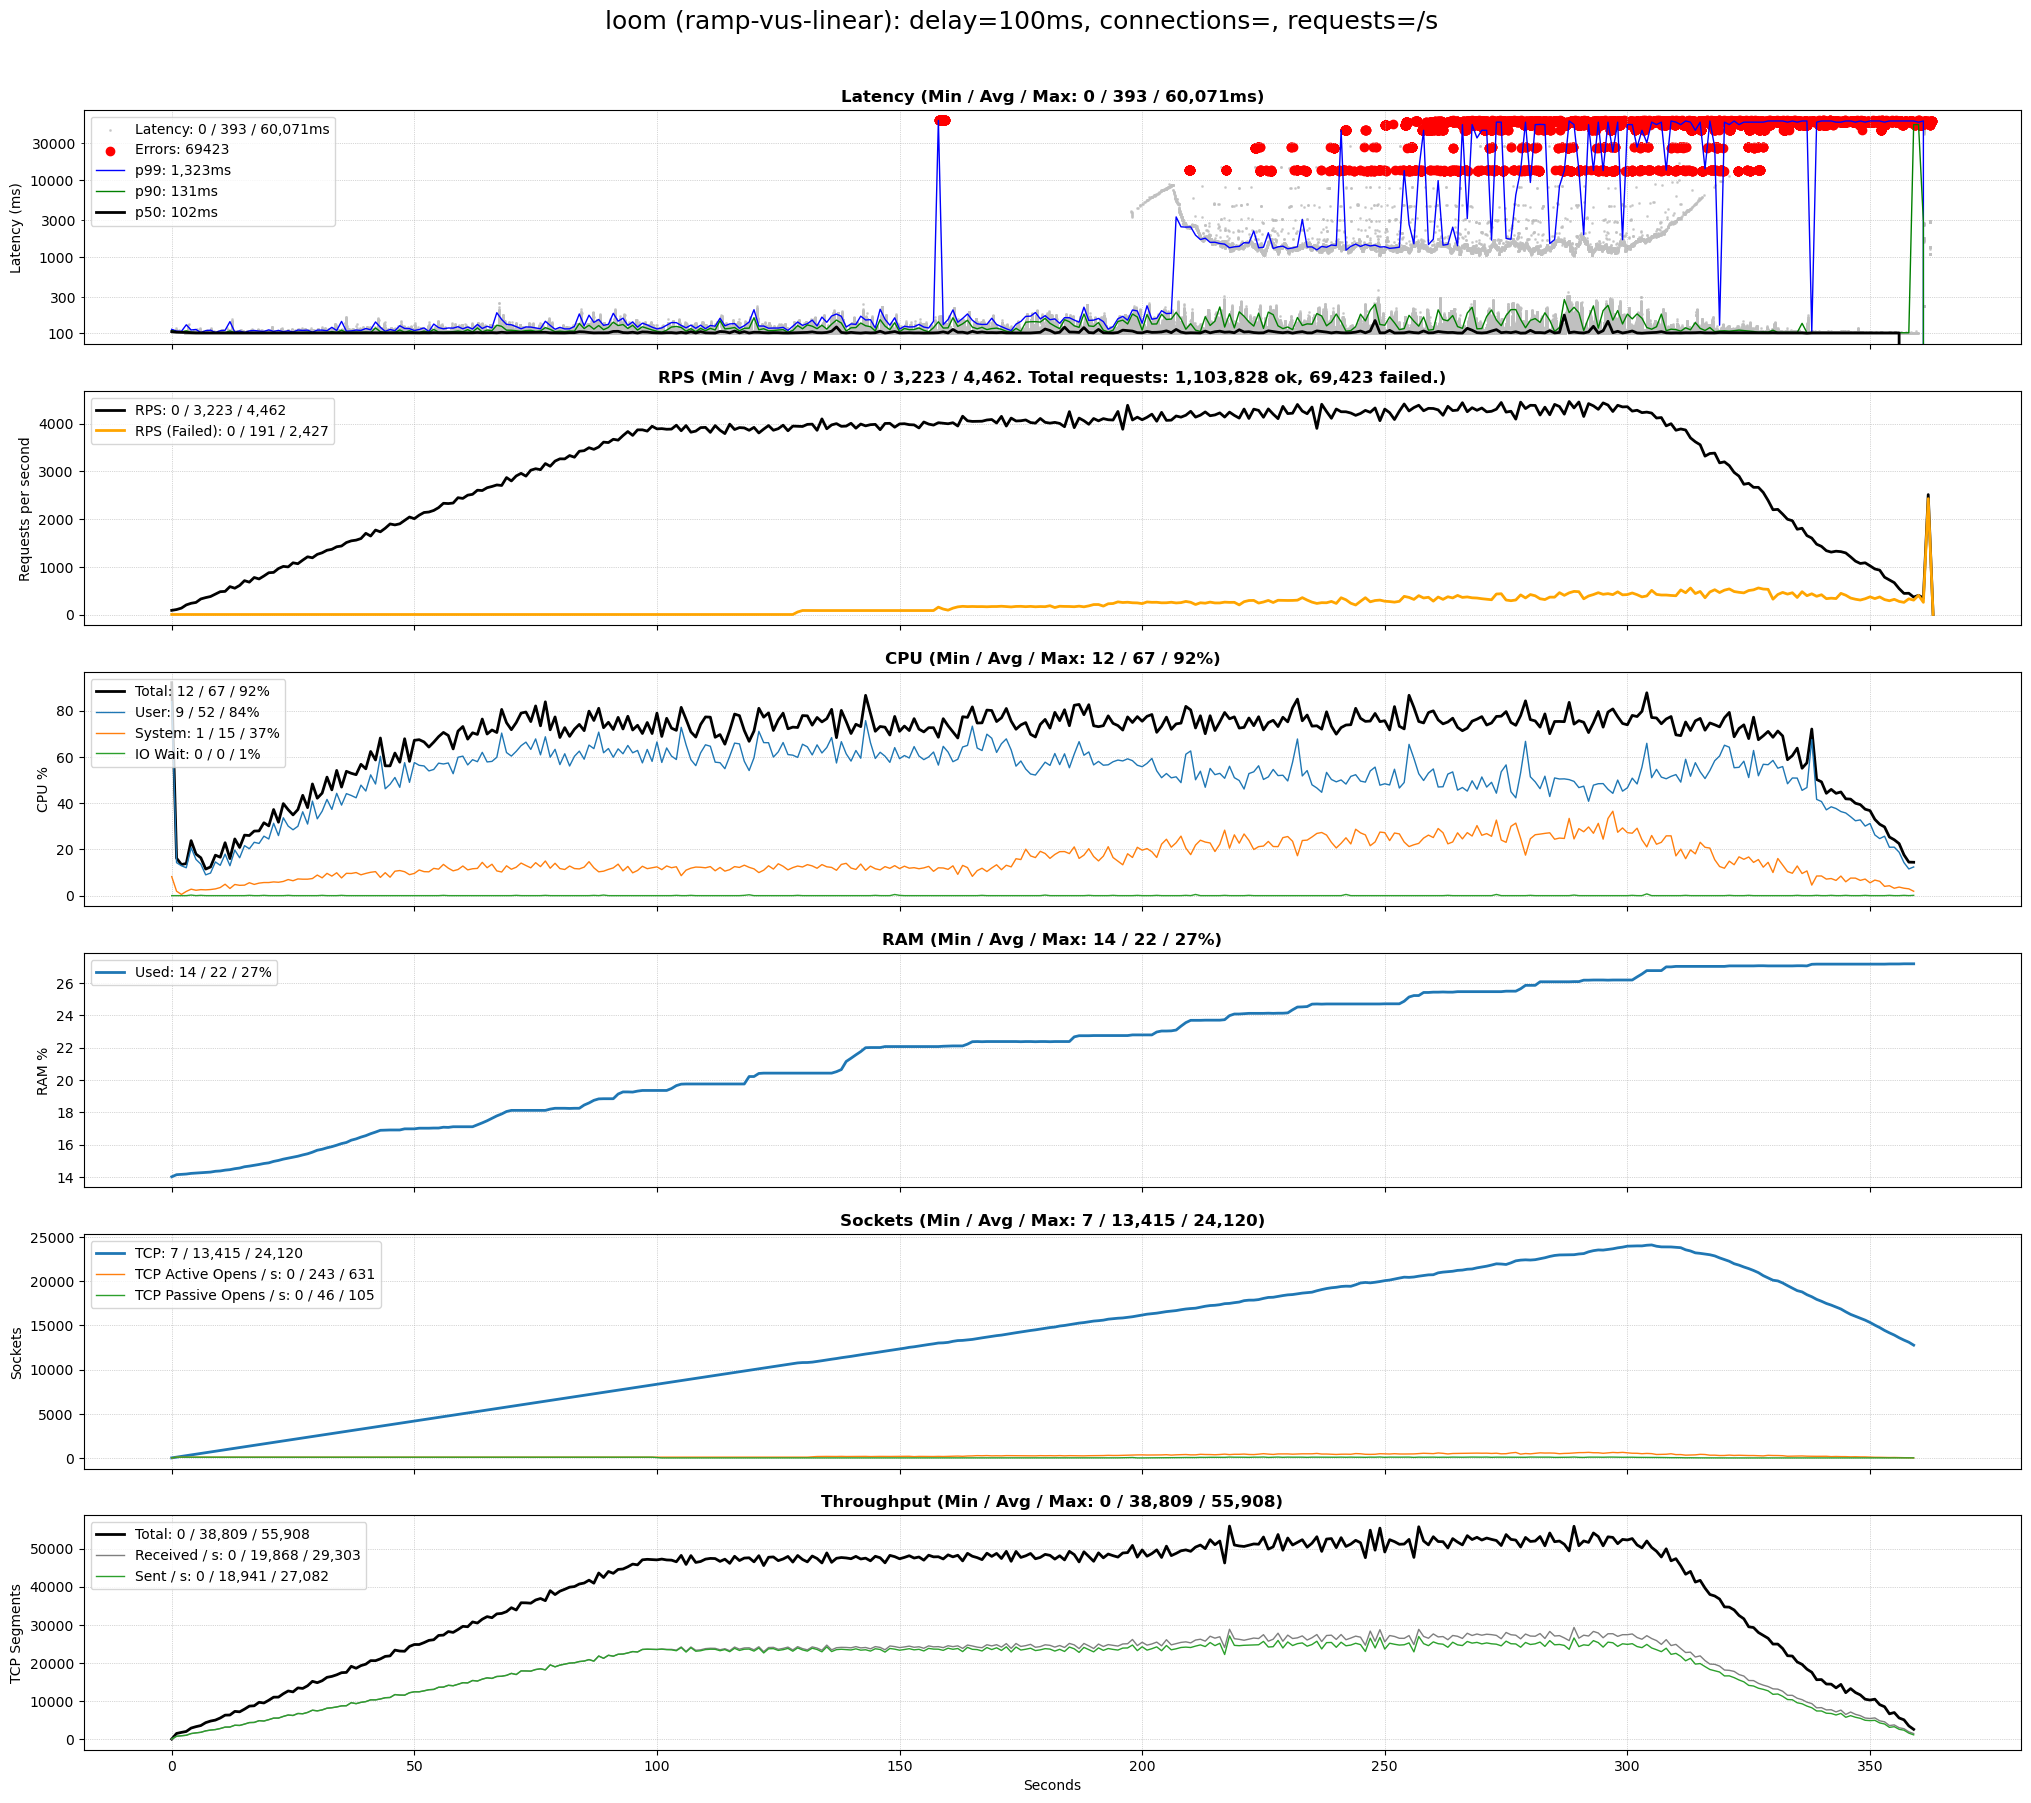 loom (ramp-vus-linear): delay=100ms, connections=, requests=/s
Latency (Min / Avg / Max: 0 / 393 / 60,071ms)
Latency (ms)
30000
10000
3000
1000
300
100
Latency: 0 / 393 / 60,071ms
Errors: 69423
p99: 1,323ms
p90: 131ms
p50: 102ms
RPS (Min / Avg / Max: 0 / 3,223 / 4,462. Total requests: 1,103,828 ok, 69,423 failed.)
Requests per second
4000
3000
2000
1000
0
RPS: 0 / 3,223 / 4,462
RPS (Failed): 0 / 191 / 2,427
CPU (Min / Avg / Max: 12 / 67 / 92%)
CPU %
80
60
40
20
0
Total: 12 / 67 / 92%
User: 9 / 52 / 84%
System: 1 / 15 / 37%
IO Wait: 0 / 0 / 1%
RAM (Min / Avg / Max: 14 / 22 / 27%)
RAM %
26
24
22
20
18
16
14
Used: 14 / 22 / 27%
Sockets (Min / Avg / Max: 7 / 13,415 / 24,120)
Sockets
25000
20000
15000
10000
5000
0
TCP: 7 / 13,415 / 24,120
TCP Active Opens / s: 0 / 243 / 631
TCP Passive Opens / s: 0 / 46 / 105
Throughput (Min / Avg / Max: 0 / 38,809 / 55,908)
TCP Segments
50000
40000
30000
20000
10000
0
Total: 0 / 38,809 / 55,908
Received / s: 0 / 19,868 / 29,303
Sent / s: 0 / 18,941 / 27,082
0 50 100 150 200 250 300 350
Seconds